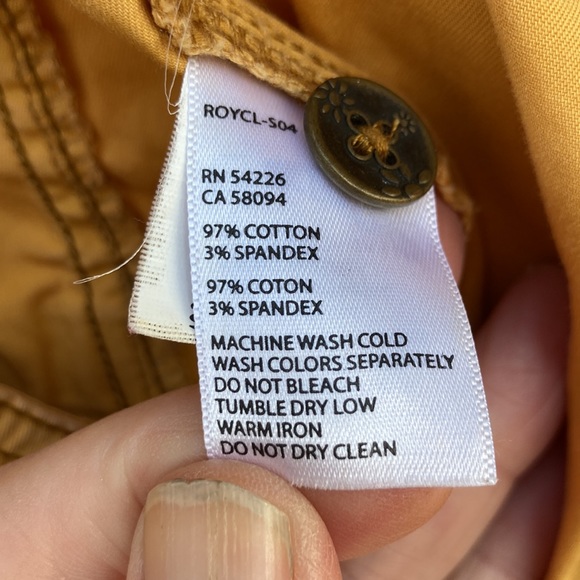 ROYCL-S04
RN 54226
CA 58094
97% COTTON
3% SPANDEX
97% COTON
3% SPANDEX
MACHINE WASH COLD
WASH COLORS SEPARATELY
DO NOT BLEACH
TUMBLE DRY LOW
WARM IRON
DO NOT DRY CLEAN